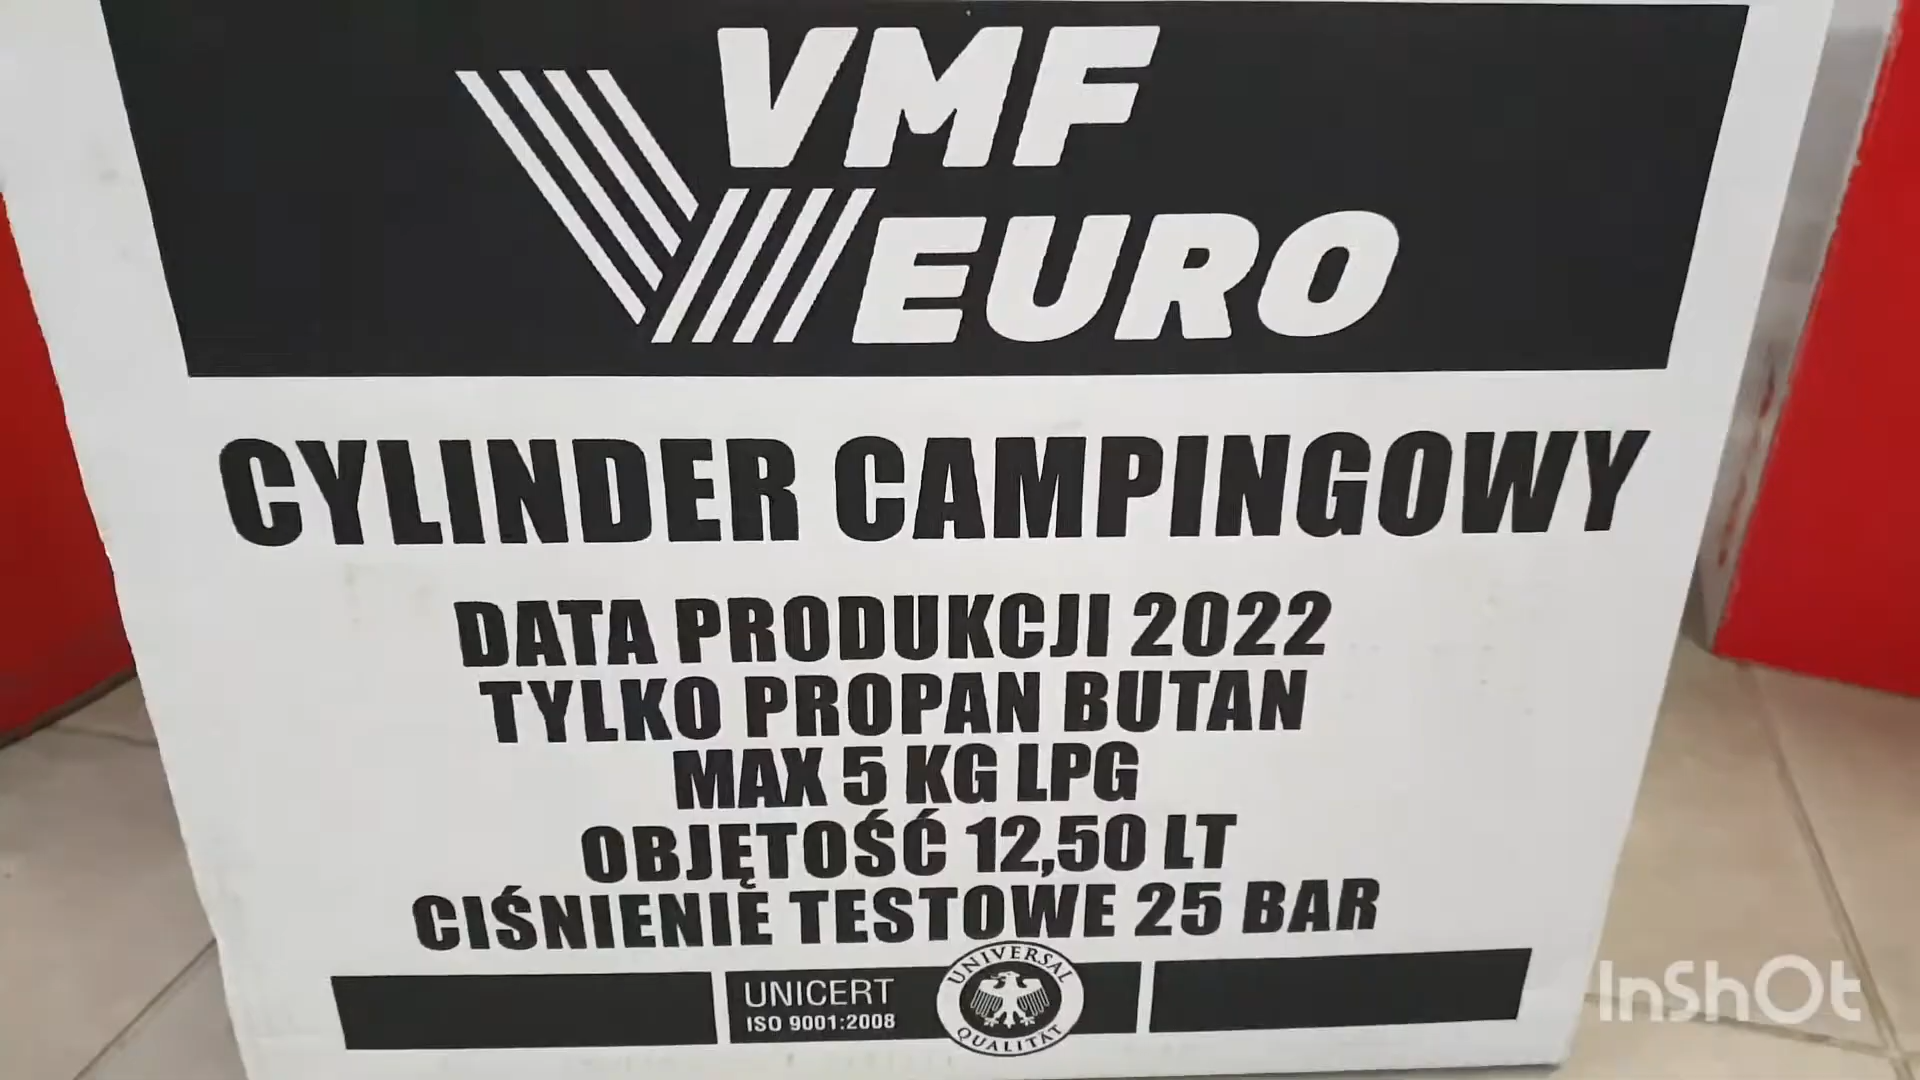 VMF
EURO
CYLINDER CAMPINGOWY
DATA PRODUKCJI 2022
TYLKO PROPAN BUTAN
MAX 5 KG LPG
OBJĘTOŚĆ 12,50 LT
CIŚNIENIE TESTOWE 25 BAR
UNICERT
ISO 9001:2008
UNIVERSAL
QUALITÄT
InShOt